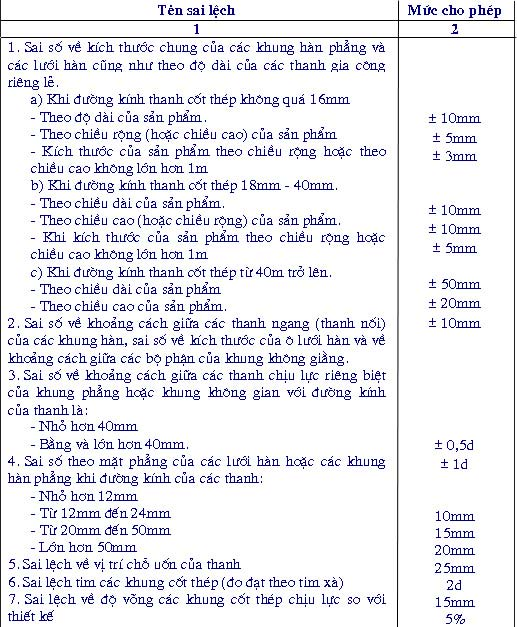 Tên sai lệch Mức cho phép
1 2
1. Sai số về kích thước chung của các khung hàn phẳng và
các lưới hàn cũng như theo độ dài của các thanh gia công
riêng lẻ.
a) Khi đường kính thanh cốt thép không quá 16mm
- Theo độ dài của sản phẩm. ± 10mm
- Theo chiều rộng (hoặc chiều cao) của sản phẩm ± 5mm
- Kích thước của sản phẩm theo chiều rộng hoặc theo ± 3mm
chiều cao không lớn hơn 1m
b) Khi đường kính thanh cốt thép 18mm - 40mm.
- Theo chiều dài của sản phẩm. ± 10mm
- Theo chiều cao (hoặc chiều rộng) của sản phẩm. ± 10mm
- Khi kích thước của sản phẩm theo chiều rộng hoặc ± 5mm
chiều cao không lớn hơn 1m
c) Khi đường kính thanh cốt thép từ 40m trở lên.
- Theo chiều dài của sản phẩm ± 50mm
- Theo chiều cao của sản phẩm. ± 20mm
2. Sai số về khoảng cách giữa các thanh ngang (thanh nối) ± 10mm
của các khung hàn, sai số về kích thước của ô lưới hàn và về
khoảng cách giữa các bộ phận của khung không giằng.
3. Sai số về khoảng cách giữa các thanh chịu lực riêng biệt
của khung phẳng hoặc khung không gian với đường kính
của thanh là:
- Nhỏ hơn 40mm
- Bằng và lớn hơn 40mm. ± 0,5d
4. Sai số theo mặt phẳng của các lưới hàn hoặc các khung ± 1d
hàn phẳng khi đường kính của các thanh:
- Nhỏ hơn 12mm
- Từ 12mm đến 24mm 10mm
- Từ 20mm đến 50mm 15mm
- Lớn hơn 50mm 20mm
5. Sai lệch về vị trí chỗ uốn của thanh 25mm
6. Sai lệch tim các khung cốt thép (đo đạt theo tim xà) 2d
7. Sai lệch về độ võng các khung cốt thép chịu lực so với 15mm
thiết kế 5%